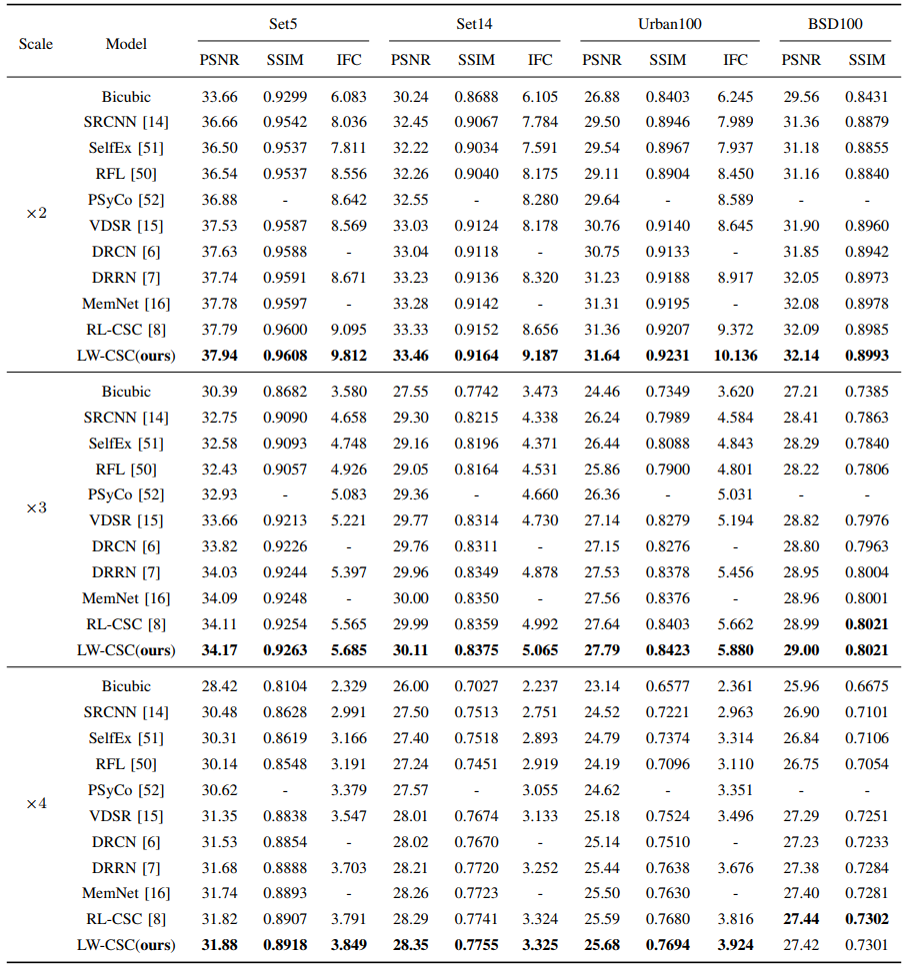 Scale Model Set5 Set14 Urban100 BSD100
PSNR SSIM IFC PSNR SSIM IFC PSNR SSIM IFC PSNR SSIM
×2
Bicubic 33.66 0.9299 6.083 30.24 0.8688 6.105 26.88 0.8403 6.245 29.56 0.8431
SRCNN [14] 36.66 0.9542 8.036 32.45 0.9067 7.784 29.50 0.8946 7.989 31.36 0.8879
SelfEx [51] 36.50 0.9537 7.811 32.22 0.9034 7.591 29.54 0.8967 7.937 31.18 0.8855
RFL [50] 36.54 0.9537 8.556 32.26 0.9040 8.175 29.11 0.8904 8.450 31.16 0.8840
PSyCo [52] 36.88 - 8.642 32.55 - 8.280 29.64 - 8.589 - -
VDSR [15] 37.53 0.9587 8.569 33.03 0.9124 8.178 30.76 0.9140 8.645 31.90 0.8960
DRCN [6] 37.63 0.9588 - 33.04 0.9118 - 30.75 0.9133 - 31.85 0.8942
DRRN [7] 37.74 0.9591 8.671 33.23 0.9136 8.320 31.23 0.9188 8.917 32.05 0.8973
MemNet [16] 37.78 0.9597 - 33.28 0.9142 - 31.31 0.9195 - 32.08 0.8978
RL-CSC [8] 37.79 0.9600 9.095 33.33 0.9152 8.656 31.36 0.9207 9.372 32.09 0.8985
LW-CSC(ours) 37.94 0.9608 9.812 33.46 0.9164 9.187 31.64 0.9231 10.136 32.14 0.8993
×3
Bicubic 30.39 0.8682 3.580 27.55 0.7742 3.473 24.46 0.7349 3.620 27.21 0.7385
SRCNN [14] 32.75 0.9090 4.658 29.30 0.8215 4.338 26.24 0.7989 4.584 28.41 0.7863
SelfEx [51] 32.58 0.9093 4.748 29.16 0.8196 4.371 26.44 0.8088 4.843 28.29 0.7840
RFL [50] 32.43 0.9057 4.926 29.05 0.8164 4.531 25.86 0.7900 4.801 28.22 0.7806
PSyCo [52] 32.93 - 5.083 29.36 - 4.660 26.36 - 5.031 - -
VDSR [15] 33.66 0.9213 5.221 29.77 0.8314 4.730 27.14 0.8279 5.194 28.82 0.7976
DRCN [6] 33.82 0.9226 - 29.76 0.8311 - 27.15 0.8276 - 28.80 0.7963
DRRN [7] 34.03 0.9244 5.397 29.96 0.8349 4.878 27.53 0.8378 5.456 28.95 0.8004
MemNet [16] 34.09 0.9248 - 30.00 0.8350 - 27.56 0.8376 - 28.96 0.8001
RL-CSC [8] 34.11 0.9254 5.565 29.99 0.8359 4.992 27.64 0.8403 5.662 28.99 0.8021
LW-CSC(ours) 34.17 0.9263 5.685 30.11 0.8375 5.065 27.79 0.8423 5.880 29.00 0.8021
×4
Bicubic 28.42 0.8104 2.329 26.00 0.7027 2.237 23.14 0.6577 2.361 25.96 0.6675
SRCNN [14] 30.48 0.8628 2.991 27.50 0.7513 2.751 24.52 0.7221 2.963 26.90 0.7101
SelfEx [51] 30.31 0.8619 3.166 27.40 0.7518 2.893 24.79 0.7374 3.314 26.84 0.7106
RFL [50] 30.14 0.8548 3.191 27.24 0.7451 2.919 24.19 0.7096 3.110 26.75 0.7054
PSyCo [52] 30.62 - 3.379 27.57 - 3.055 24.62 - 3.351 - -
VDSR [15] 31.35 0.8838 3.547 28.01 0.7674 3.133 25.18 0.7524 3.496 27.29 0.7251
DRCN [6] 31.53 0.8854 - 28.02 0.7670 - 25.14 0.7510 - 27.23 0.7233
DRRN [7] 31.68 0.8888 3.703 28.21 0.7720 3.252 25.44 0.7638 3.676 27.38 0.7284
MemNet [16] 31.74 0.8893 - 28.26 0.7723 - 25.50 0.7630 - 27.40 0.7281
RL-CSC [8] 31.82 0.8907 3.791 28.29 0.7741 3.324 25.59 0.7680 3.816 27.44 0.7302
LW-CSC(ours) 31.88 0.8918 3.849 28.35 0.7755 3.325 25.68 0.7694 3.924 27.42 0.7301